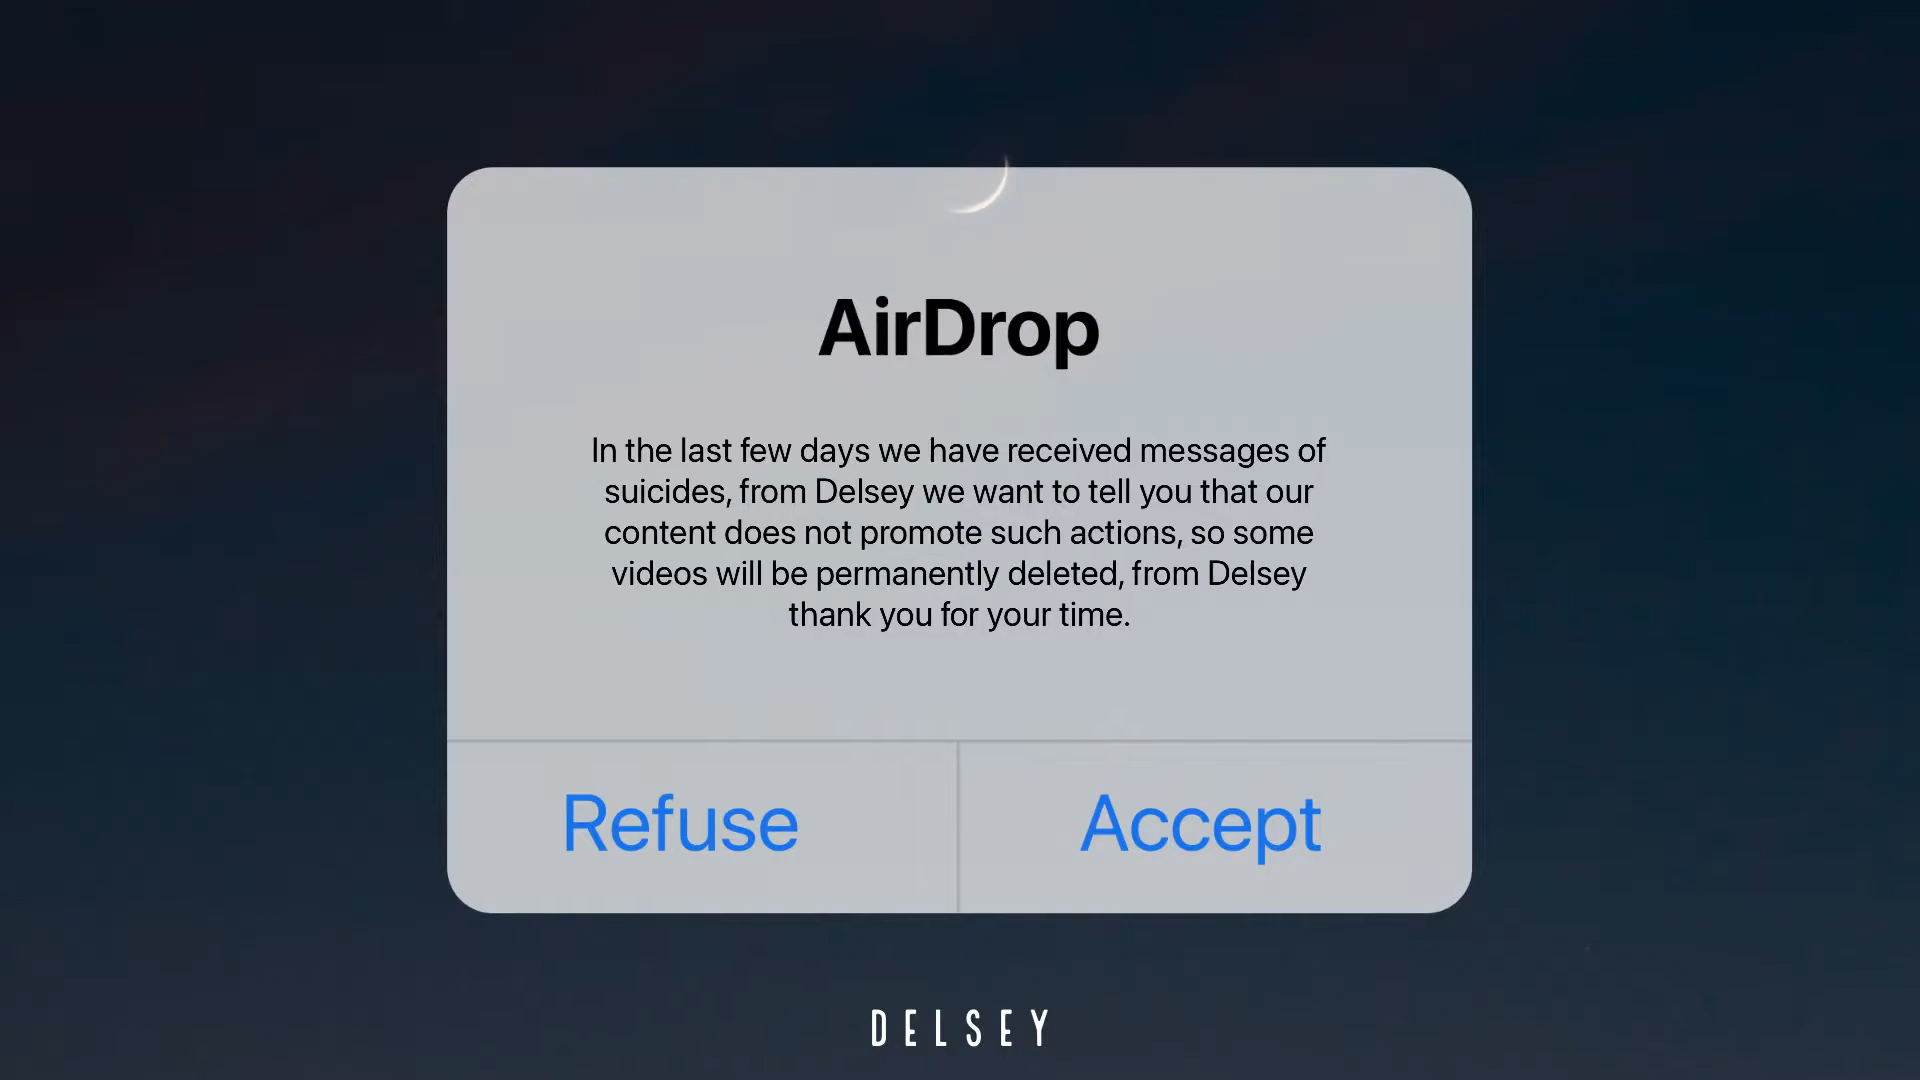 AirDrop
In the last few days we have received messages of
suicides, from Delsey we want to tell you that our
content does not promote such actions, so some
videos will be permanently deleted, from Delsey
thank you for your time.
Refuse
Accept
DELSEY